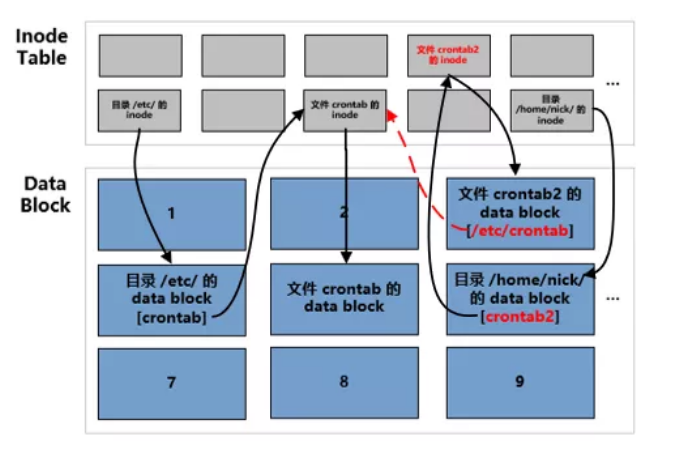 Inode
Table
文件 crontab2
的 inode
...
目录 /etc/ 的
inode
文件 crontab 的
inode
目录
/home/nick/ 的
inode
Data
Block
1
2
文件 crontab2 的
data block
[/etc/crontab]
目录 /etc/ 的
data block
[crontab]
文件 crontab 的
data block
目录 /home/nick/
的 data block
[crontab2]
...
7
8
9